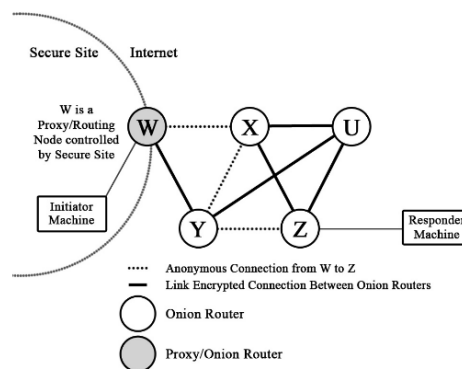 Secure Site Internet
W is a
Proxy/Routing
Node controlled
by Secure Site
W
X
U
Initiator
Machine
Y
Z
Responder
Machine
Anonymous Connection from W to Z
Link Encrypted Connection Between Onion Routers
Onion Router
Proxy/Onion Router